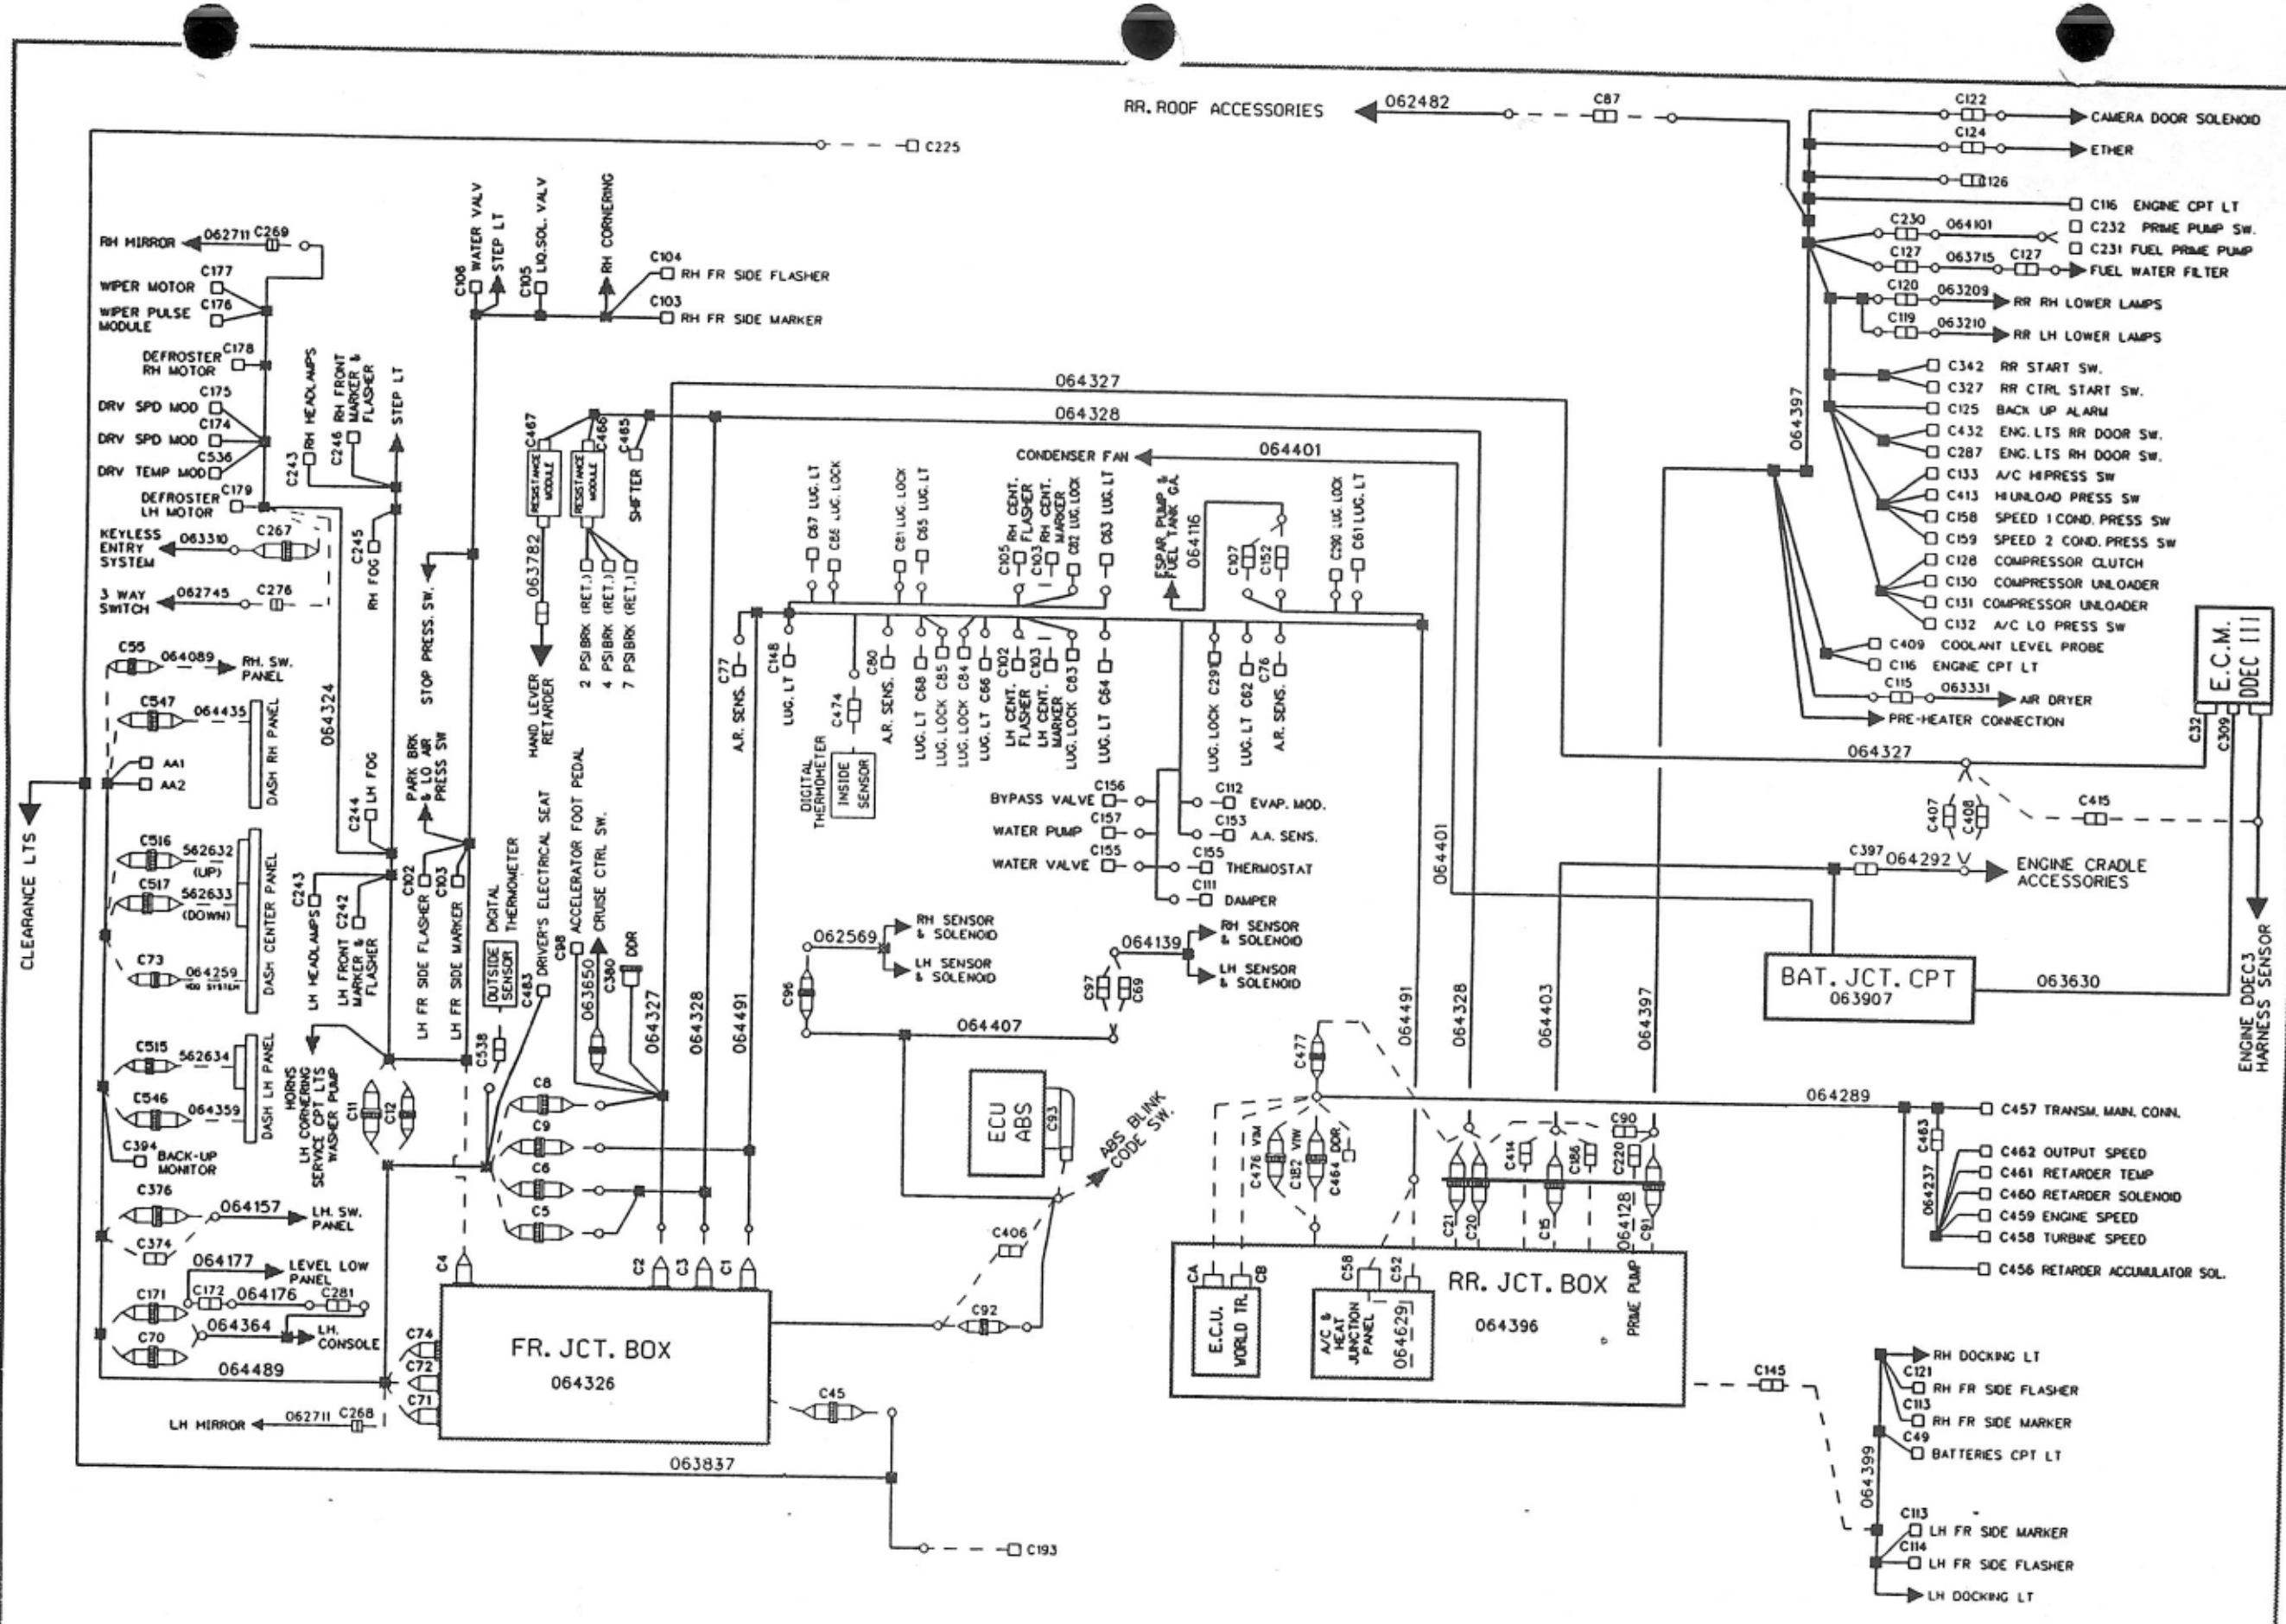 RR. ROOF ACCESSORIES
062482
C87
C225
C122
CAMERA DOOR SOLENOID
C124
ETHER
C126
C116 ENGINE CPT LT
C230
064101
C232 PRIME PUMP SW.
C231 FUEL PRIME PUMP
C127
063715
C127
FUEL WATER FILTER
C120
063209
RR RH LOWER LAMPS
C119
063210
RR LH LOWER LAMPS
C342 RR START SW.
C327 RR CTRL START SW.
C125 BACK UP ALARM
C432 ENG. LTS RR DOOR SW.
C287 ENG. LTS RH DOOR SW.
C133 A/C HI PRESS SW
C413 HI UNLOAD PRESS SW
C158 SPEED 1 COND. PRESS SW
C159 SPEED 2 COND. PRESS SW
C128 COMPRESSOR CLUTCH
C130 COMPRESSOR UNLOADER
C131 COMPRESSOR UNLOADER
C132 A/C LO PRESS SW
C409 COOLANT LEVEL PROBE
C116 ENGINE CPT LT
C115
063331
AIR DRYER
PRE-HEATER CONNECTION
064397
E.C.M.
DDEC III
C32
C309
064327
C407
C408
C415
C397
064292
ENGINE CRADLE
ACCESSORIES
BAT. JCT. CPT
063907
063630
ENGINE DDEC3
HARNESS SENSOR
RH MIRROR
062711
C269
C177
WIPER MOTOR
C176
WIPER PULSE
MODULE
DEFROSTER
RH MOTOR
C178
C175
DRV SPD MOD
C174
DRV SPD MOD
C536
DRV TEMP MOD
DEFROSTER
LH MOTOR
C179
KEYLESS
ENTRY
SYSTEM
063310
C267
3 WAY
SWITCH
062745
C276
C55
064089
RH. SW.
PANEL
C547
064435
DASH RH PANEL
AA1
AA2
CLEARANCE LTS
C516
562632
(UP)
C517
562633
(DOWN)
DASH CENTER PANEL
C73
064259
HDG SYSTEM
C515
562634
DASH LH PANEL
C546
064359
C394
BACK-UP
MONITOR
C376
064157
LH. SW.
PANEL
C374
064177
LEVEL LOW
PANEL
C171
C172
064176
C281
064364
LH.
CONSOLE
C70
064489
LH MIRROR
062711
C268
063837
C243
RH HEADLAMPS
C246
RH FRONT
MARKER &
FLASHER
STEP LT
C245
RH FOG
064324
C244
LH FOG
C243
LH HEADLAMPS
C242
LH FRONT
MARKER &
FLASHER
HORNS
LH CORNERING
SERVICE CPT LTS
WASHER PUMP
C11
C12
C106
WATER VALV
STEP LT
C105
LIQ.SOL. VALV
RH CORNERING
C104
RH FR SIDE FLASHER
C103
RH FR SIDE MARKER
STOP PRESS. SW.
PARK BRK
& LO AIR
PRESS SW
C102
LH FR SIDE FLASHER
C103
LH FR SIDE MARKER
C467
RESISTANCE
MODULE
C466
RESISTANCE
MODULE
C465
SHIFTER
063782
HAND LEVER
RETARDER
2 PSI BRK (RET.)
4 PSI BRK (RET.)
7 PSI BRK (RET.)
DIGITAL
THERMOMETER
OUTSIDE
SENSOR
C483
DRIVER'S ELECTRICAL SEAT
C98
ACCELERATOR FOOT PEDAL
CRUISE CTRL SW.
063650
C380
DDR
C538
C8
C9
C6
C5
064327
064328
064491
C4
C2
C3
C1
C74
C72
C71
FR. JCT. BOX
064326
C45
C193
C92
C406
064327
064328
CONDENSER FAN
064401
C67 LUG. LT
C86 LUG. LOCK
C81 LUG. LOCK
C65 LUG. LT
C105
RH CENT.
FLASHER
C103
RH CENT.
MARKER
C82 LUG. LOCK
C63 LUG. LT
ESPAR PUMP &
FUEL TANK GA.
064116
C107
C152
C290 LUG. LOCK
C61 LUG. LT
A.R. SENS.
C77
LUG. LT
C148
C474
DIGITAL
THERMOMETER
INSIDE
SENSOR
A.R. SENS.
C80
LUG. LT C68
LUG. LOCK C85
LUG. LOCK C84
LUG. LT C66
LH CENT.
FLASHER
C102
LH CENT.
MARKER
C103
LUG. LOCK C83
LUG. LT C64
LUG. LOCK C291
LUG. LT C62
A.R. SENS.
C76
BYPASS VALVE
C156
WATER PUMP
C157
WATER VALVE
C155
C112
EVAP. MOD.
C153
A.A. SENS.
C155
THERMOSTAT
C111
DAMPER
062569
RH SENSOR
& SOLENOID
LH SENSOR
& SOLENOID
C96
064139
RH SENSOR
& SOLENOID
LH SENSOR
& SOLENOID
C97
C69
064407
ECU
ABS
C93
ABS BLINK
CODE SW.
064401
064491
064328
064403
064397
C477
C476 VIM
C182 VIW
C464 DDR
C21
C20
C414
C15
C186
C90
C220
C91
064128
PRIME PUMP
064289
C457 TRANSM. MAIN. CONN.
C463
064237
C462 OUTPUT SPEED
C461 RETARDER TEMP
C460 RETARDER SOLENOID
C459 ENGINE SPEED
C458 TURBINE SPEED
C456 RETARDER ACCUMULATOR SOL.
CA
CB
E.C.U.
WORLD TR.
C58
C52
A/C &
HEAT
JUNCTION
PANEL
064629
RR. JCT. BOX
064396
C145
064399
RH DOCKING LT
C121
RH FR SIDE FLASHER
C113
RH FR SIDE MARKER
C49
BATTERIES CPT LT
C113
LH FR SIDE MARKER
C114
LH FR SIDE FLASHER
LH DOCKING LT